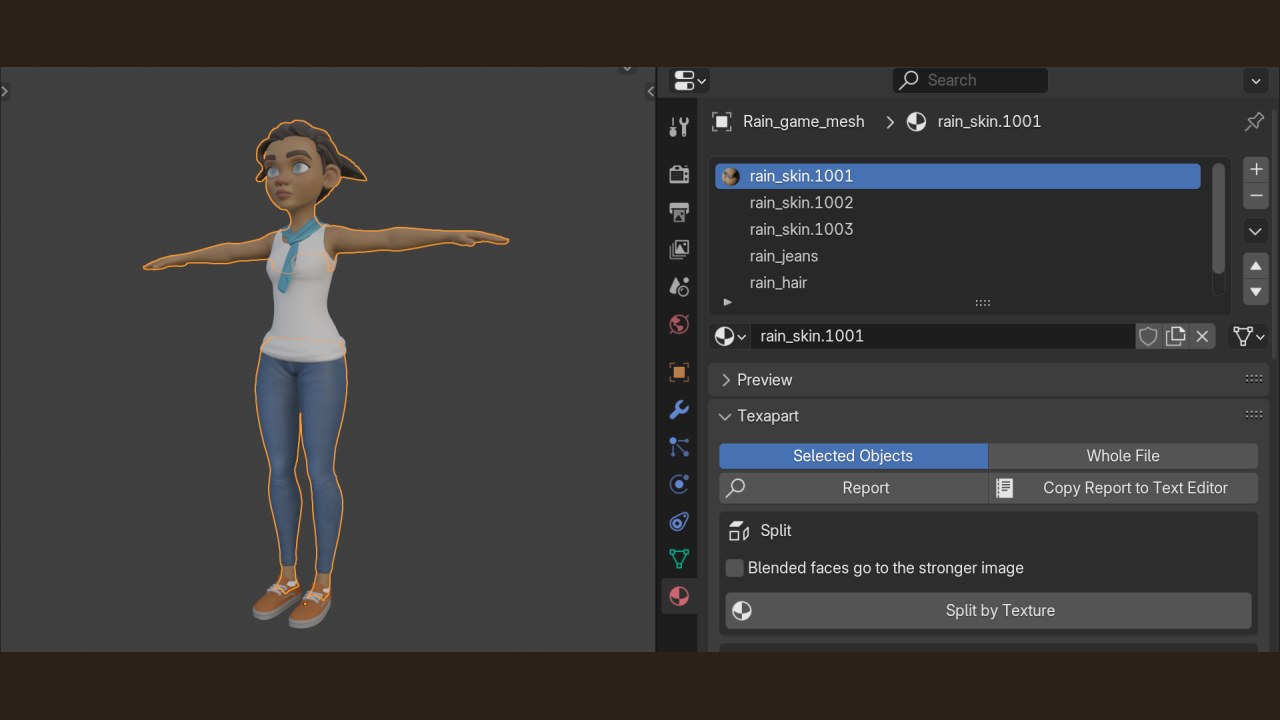 Search
Rain_game_mesh > rain_skin.1001
rain_skin.1001
rain_skin.1002
rain_skin.1003
rain_jeans
rain_hair
rain_skin.1001
Preview
Texapart
Selected Objects Whole File
Report Copy Report to Text Editor
Split
Blended faces go to the stronger image
Split by Texture